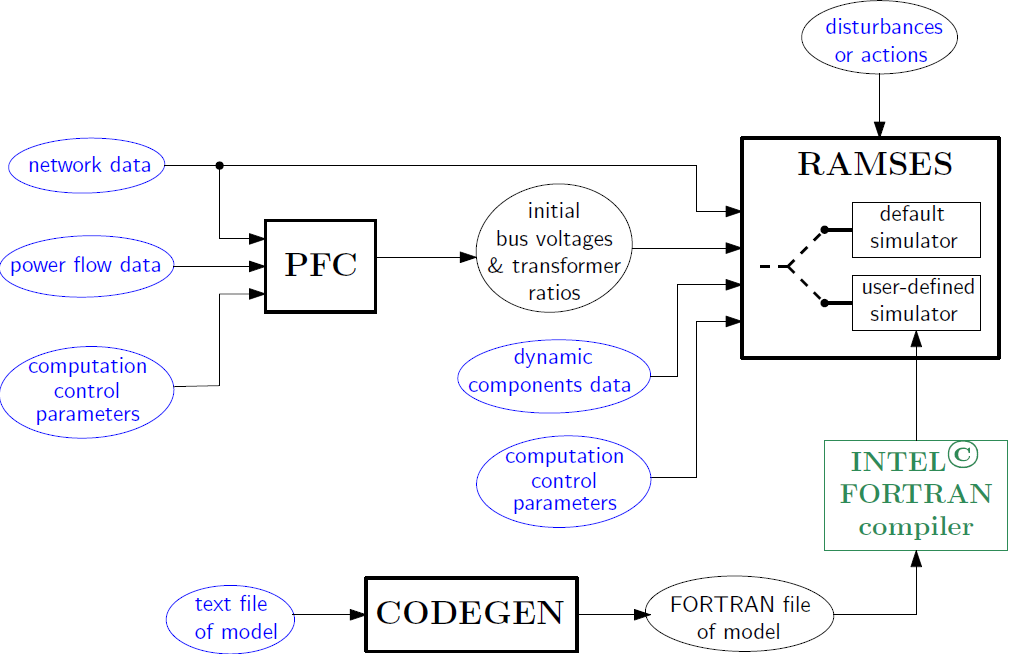 disturbances
or actions
network data
RAMSES
initial
bus voltages
& transformer
ratios
default
simulator
PFC
power flow data
user-defined
simulator
computation
control
parameters
dynamic
components data
computation
control
parameters
INTEL©
FORTRAN
compiler
text file
of model
CODEGEN
FORTRAN file
of model